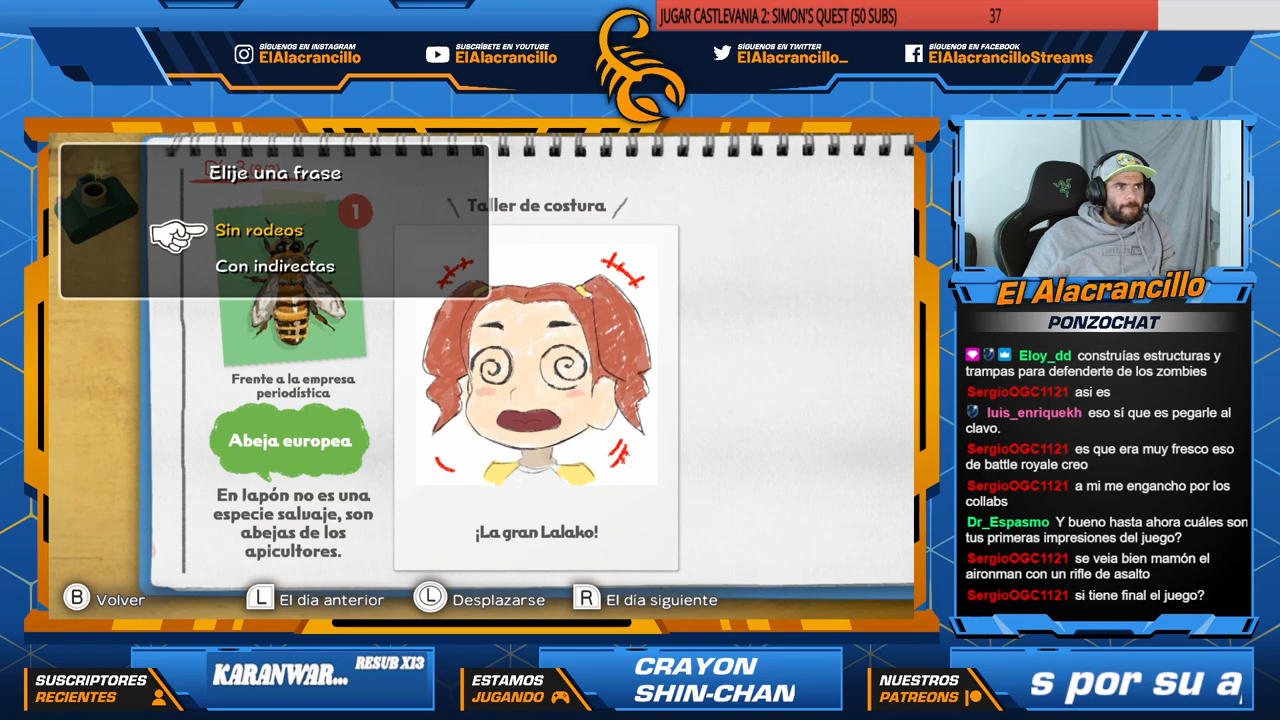 JUGAR CASTLEVANIA 2: SIMON'S QUEST (50 SUBS) 37
SÍGUENOS EN INSTAGRAM
ElAlacrancillo
SUSCRÍBETE EN YOUTUBE
ElAlacrancillo
SÍGUENOS EN TWITTER
ElAlacrancillo_
SÍGUENOS EN FACEBOOK
ElAlacrancilloStreams
Elije una frase
Sin rodeos
Con indirectas
1
Taller de costura
Frente a la empresa
periodística
Abeja europea
En Japón no es una
especie salvaje, son
abejas de los
apicultores.
¡La gran Lalako!
B Volver
L El día anterior
L Desplazarse
R El día siguiente
El Alacrancillo
PONZOCHAT
Eloy_dd construías estructuras y
trampas para defenderte de los zombies
SergioOGC1121 asi es
luis_enriquekh eso sí que es pegarle al
clavo.
SergioOGC1121 es que era muy fresco eso
de battle royale creo
SergioOGC1121 a mi me engancho por los
collabs
Dr_Espasmo Y bueno hasta ahora cuáles son
tus primeras impresiones del juego?
SergioOGC1121 se veia bien mamón el
aironman con un rifle de asalto
SergioOGC1121 si tiene final el juego?
SUSCRIPTORES
RECIENTES
KARANWAR...
RESUB X13
ESTAMOS
JUGANDO
CRAYON
SHIN-CHAN
NUESTROS
PATREONS
s por su a